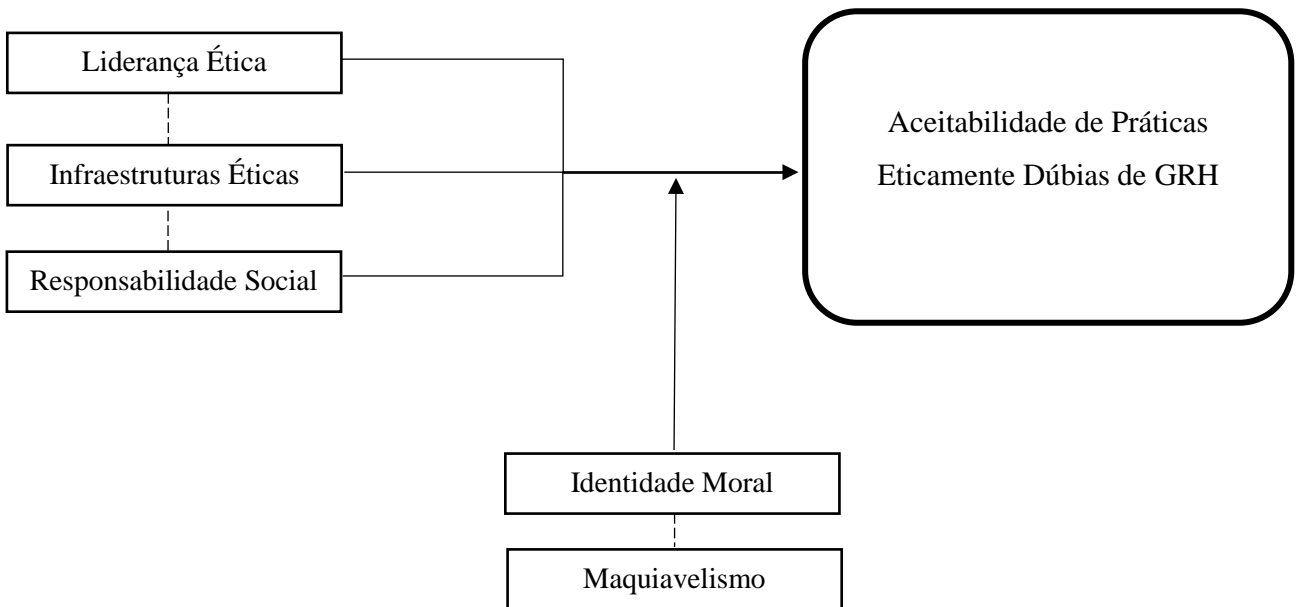 Liderança Ética
Infraestruturas Éticas
Responsabilidade Social
Aceitabilidade de Práticas
Eticamente Dúbias de GRH
Identidade Moral
Maquiavelismo